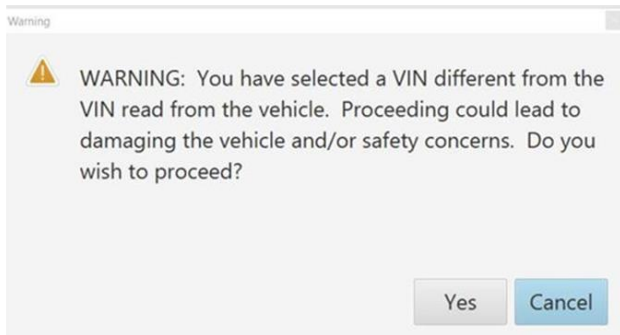 Warning
WARNING: You have selected a VIN different from the
VIN read from the vehicle. Proceeding could lead to
damaging the vehicle and/or safety concerns. Do you
wish to proceed?
Yes
Cancel